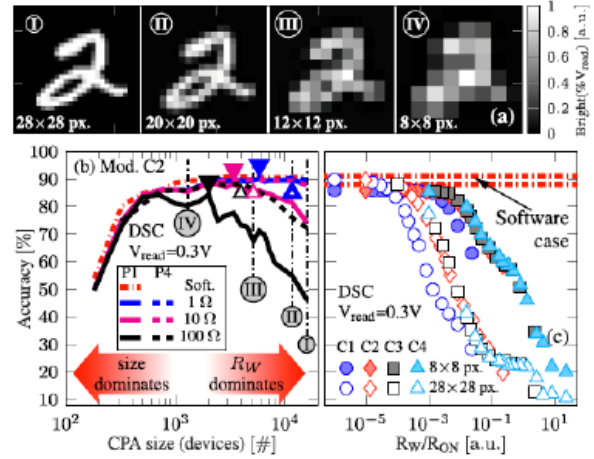 I
II
III
IV
28×28 px.
20×20 px.
12×12 px.
8×8 px.
(a)
1
0.8
0.6
0.4
0.2
0
Bright(%V_read) [a.u.]
(b) Mod. C2
100
90
80
70
60
50
40
30
20
10
Accuracy [%]
DSC
V_read=0.3V
P1 P4
Soft.
1 Ω
10 Ω
100 Ω
IV
III
II
I
size
dominates
R_W
dominates
10^2 10^3 10^4
CPA size (devices) [#]
Software
case
DSC
V_read=0.3V
(c)
C1 C2 C3 C4
8×8 px.
28×28 px.
10^-5 10^-3 10^-1 10^1
R_W/R_ON [a.u.]